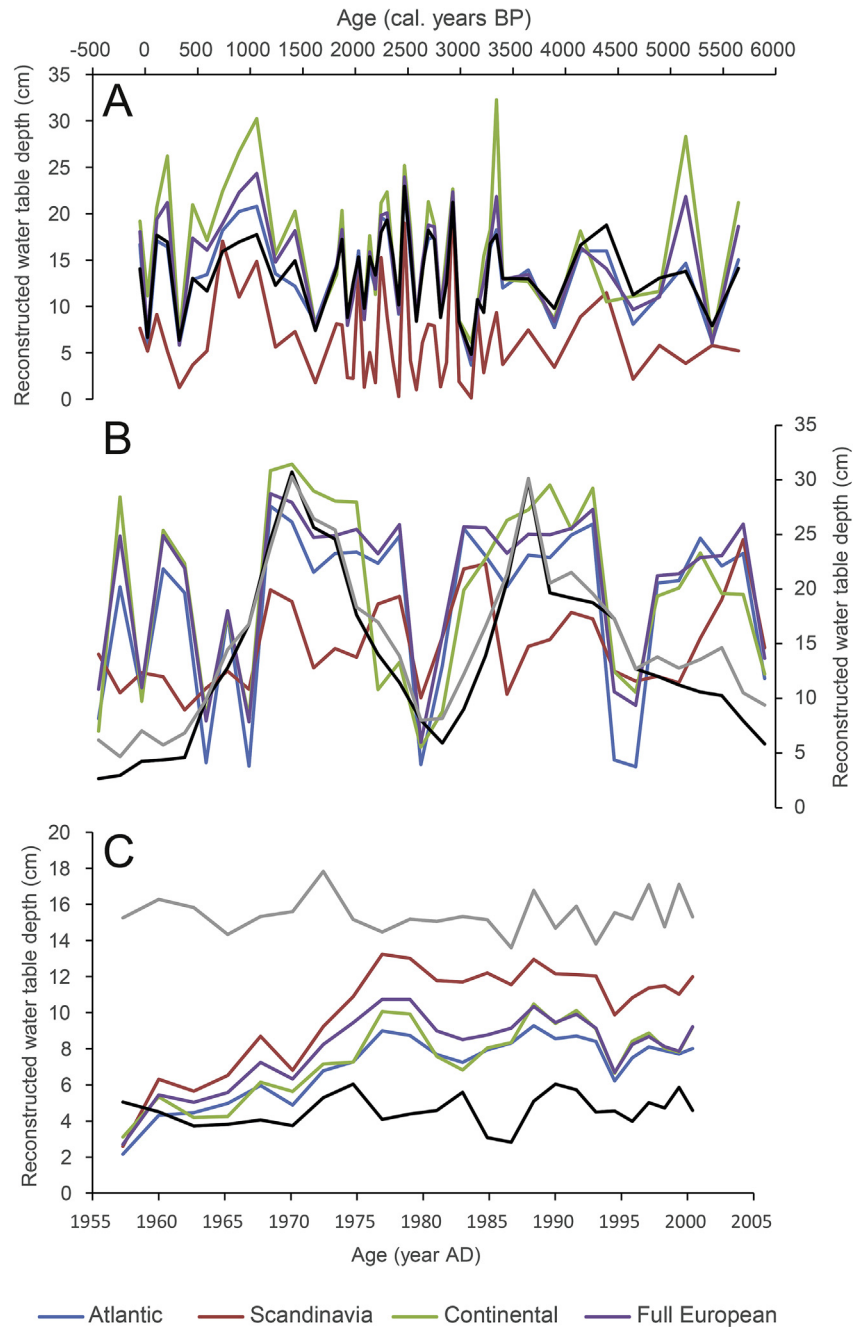 Age (cal. years BP)
-500 0 500 1000 1500 2000 2500 3000 3500 4000 4500 5000 5500 6000
A
Reconstructed water table depth (cm)
35
30
25
20
15
10
5
0
B
Reconstructed water table depth (cm)
35
30
25
20
15
10
5
0
C
Reconstructed water table depth (cm)
20
18
16
14
12
10
8
6
4
2
0
1955 1960 1965 1970 1975 1980 1985 1990 1995 2000 2005
Age (year AD)
Atlantic Scandinavia Continental Full European